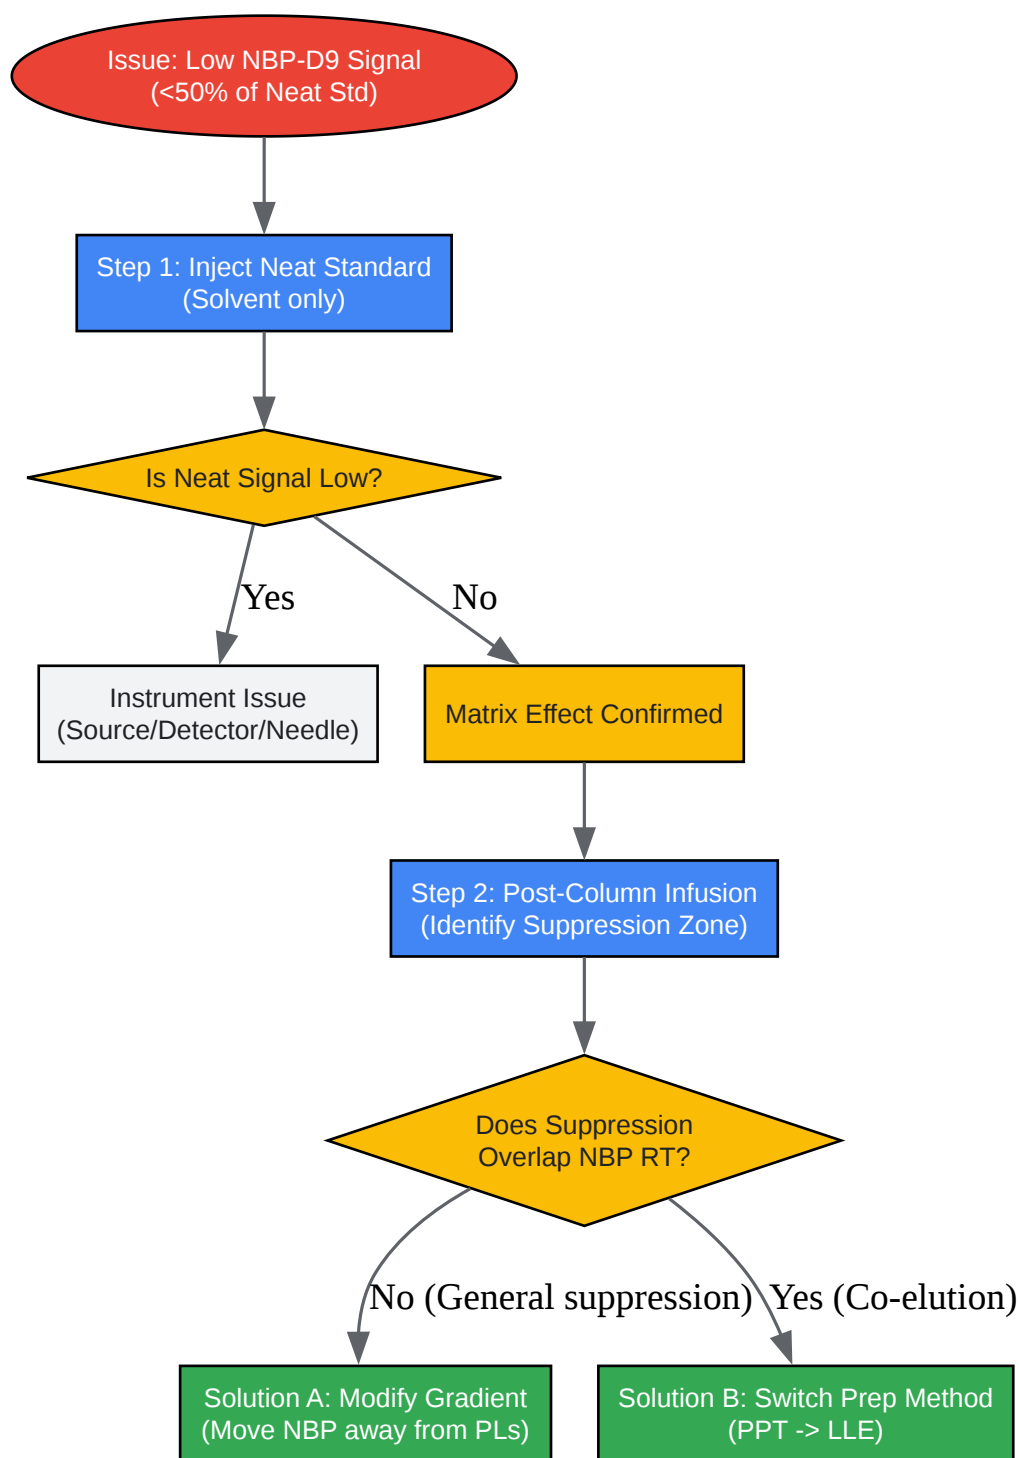 Issue: Low NBP-D9 Signal
(<50% of Neat Std)
Step 1: Inject Neat Standard
(Solvent only)
Is Neat Signal Low?
Yes
No
Instrument Issue
(Source/Detector/Needle)
Matrix Effect Confirmed
Step 2: Post-Column Infusion
(Identify Suppression Zone)
Does Suppression
Overlap NBP RT?
No (General suppression)
Yes (Co-elution)
Solution A: Modify Gradient
(Move NBP away from PLs)
Solution B: Switch Prep Method
(PPT -> LLE)